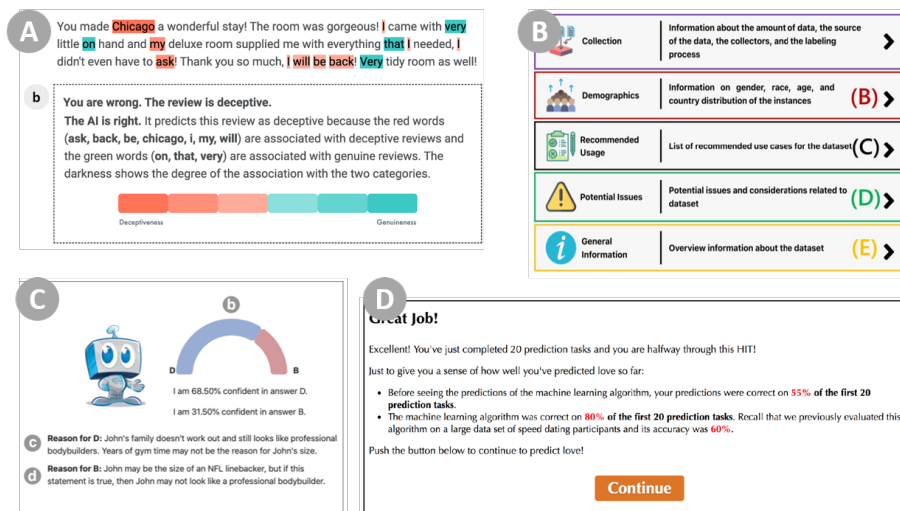 A
You made Chicago a wonderful stay! The room was gorgeous! I came with very
little on hand and my deluxe room supplied me with everything that I needed, I
didn't even have to ask! Thank you so much, I will be back! Very tidy room as well!
b
You are wrong. The review is deceptive.
The AI is right. It predicts this review as deceptive because the red words
(ask, back, be, chicago, i, my, will) are associated with deceptive reviews and
the green words (on, that, very) are associated with genuine reviews. The
darkness shows the degree of the association with the two categories.
Deceptiveness
Genuineness
B
Collection
Information about the amount of data, the source
of the data, the collectors, and the labeling
process
Demographics
Information on gender, race, age, and
country distribution of the instances
(B)
Recommended
Usage
List of recommended use cases for the dataset
(C)
Potential Issues
Potential issues and considerations related to
dataset
(D)
General
Information
Overview information about the dataset
(E)
C
b
D
B
I am 68.50% confident in answer D.
I am 31.50% confident in answer B.
c
Reason for D: John's family doesn't work out and still looks like professional
bodybuilders. Years of gym time may not be the reason for John's size.
d
Reason for B: John may be the size of an NFL linebacker, but if this
statement is true, then John may not look like a professional bodybuilder.
D
Great Job!
Excellent! You've just completed 20 prediction tasks and you are halfway through this HIT!
Just to give you a sense of how well you've predicted love so far:
• Before seeing the predictions of the machine learning algorithm, your predictions were correct on 55% of the first 20
prediction tasks.
• The machine learning algorithm was correct on 80% of the first 20 prediction tasks. Recall that we previously evaluated this
algorithm on a large data set of speed dating participants and its accuracy was 60%.
Push the button below to continue to predict love!
Continue